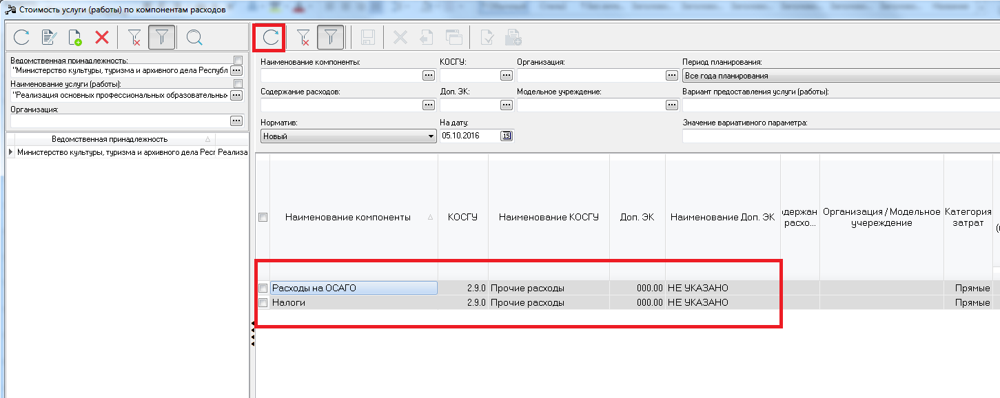 Стоимость услуги (работы) по компонентам расходов
Ведомственная принадлежность:
"Министерство культуры, туризма и архивного дела Республ
Наименование услуги (работы):
"Реализация основных профессиональных образовательных
Организация:
Ведомственная принадлежность
Министерство культуры, туризма и архивного дела Респ Реализа
Наименование компоненты: КОСГУ: Организация: Период планирования:
Все года планирования
Содержание расходов: Доп. ЭК: Модельное учреждение: Вариант предоставления услуги (работы):
Норматив: На дату: Значение вариативного параметра:
Новый 05.10.2016 15
Наименование компоненты КОСГУ Наименование КОСГУ Доп. ЭК Наименование Доп. ЭК одержан Организация / Модельное Категория
расхо... учереждение затрат
Расходы на ОСАГО 2.9.0 Прочие расходы 000.00 НЕ УКАЗАНО Прямые
Налоги 2.9.0 Прочие расходы 000.00 НЕ УКАЗАНО Прямые